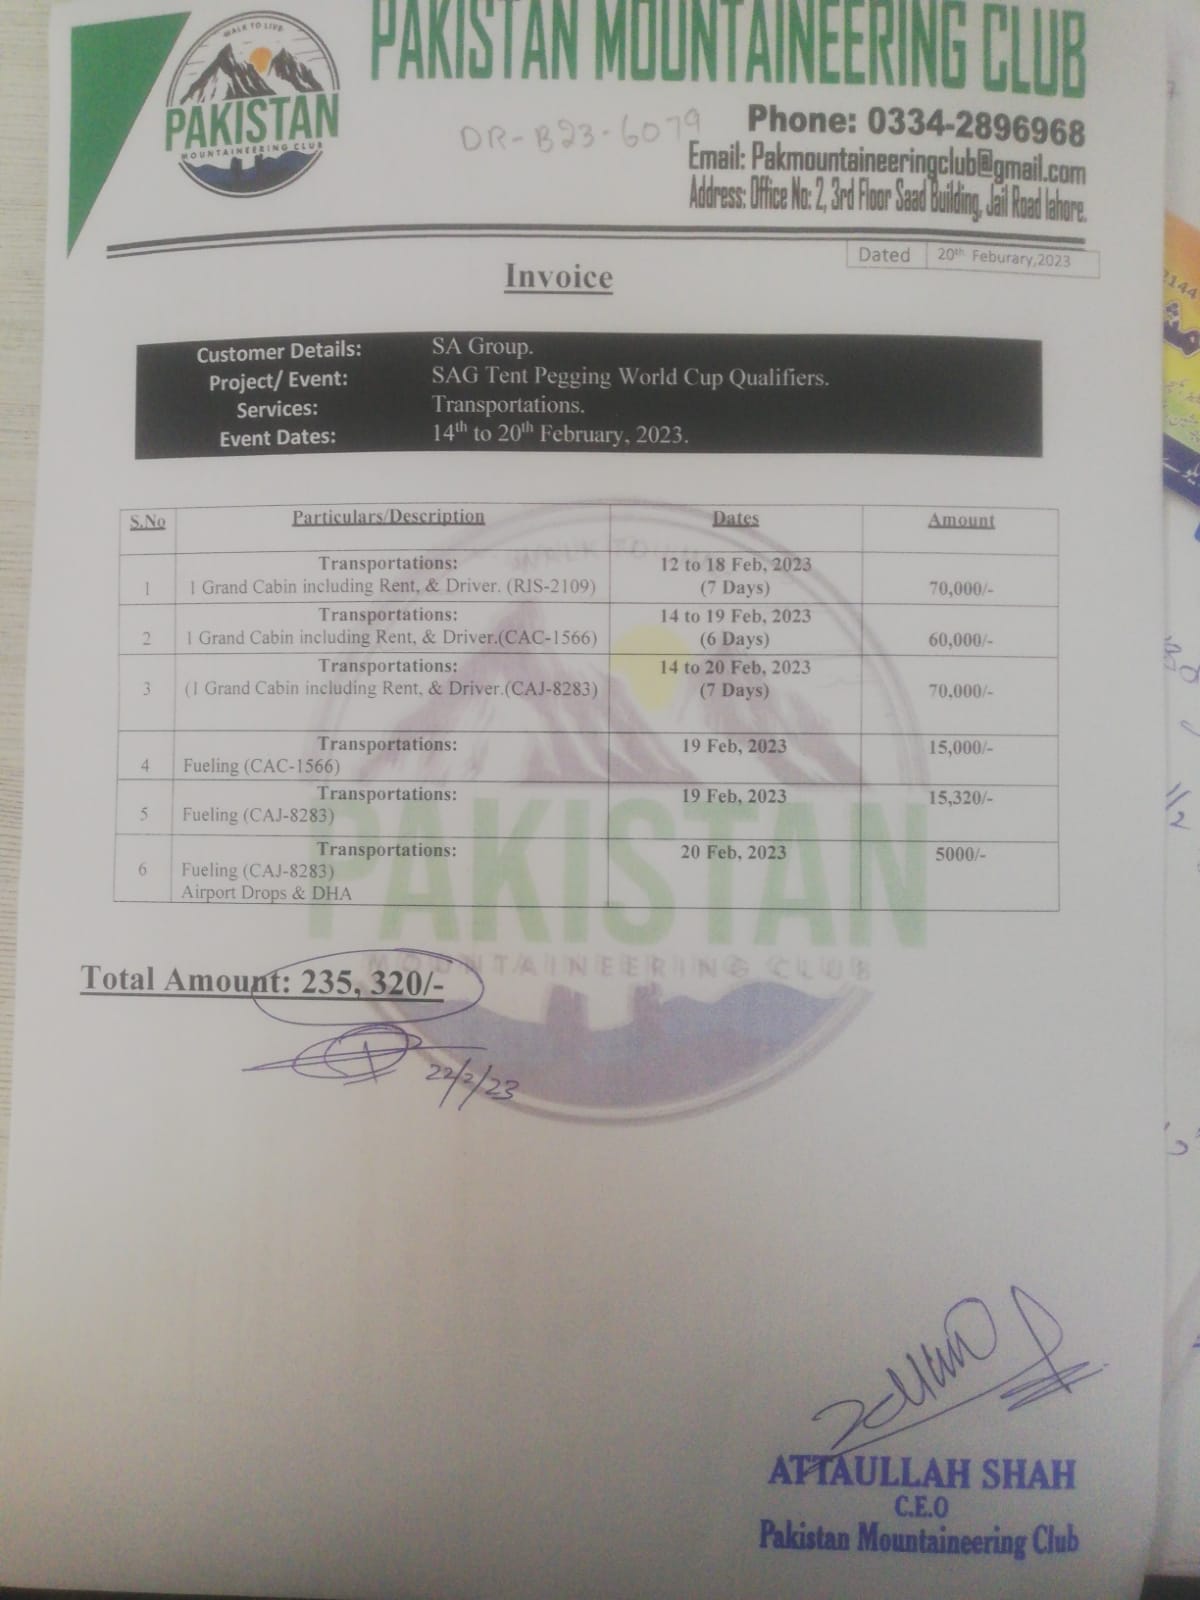 WALK TO LIVE
PAKISTAN
MOUNTAINEERING CLUB
PAKISTAN MOUNTAINEERING CLUB
DR-B23-6079
Phone: 0334-2896968
Email: Pakmountaineeringclub@gmail.com
Address: Office No: 2, 3rd Floor Saad Building, Jail Road lahore.
Dated 20th Feburary,2023
Invoice
Customer Details: SA Group.
Project/ Event: SAG Tent Pegging World Cup Qualifiers.
Services: Transportations.
Event Dates: 14th to 20th February, 2023.
S.No Particulars/Description Dates Amount
Transportations: 12 to 18 Feb, 2023
1 1 Grand Cabin including Rent, & Driver. (RIS-2109) (7 Days) 70,000/-
Transportations: 14 to 19 Feb, 2023
2 1 Grand Cabin including Rent, & Driver.(CAC-1566) (6 Days) 60,000/-
Transportations: 14 to 20 Feb, 2023
3 (1 Grand Cabin including Rent, & Driver.(CAJ-8283) (7 Days) 70,000/-
Transportations: 19 Feb, 2023 15,000/-
4 Fueling (CAC-1566)
Transportations: 19 Feb, 2023 15,320/-
5 Fueling (CAJ-8283)
Transportations: 20 Feb, 2023 5000/-
6 Fueling (CAJ-8283)
Airport Drops & DHA
PAKISTAN
MOUNTAINEERING CLUB
Total Amount: 235, 320/-
22/2/23
ATTAULLAH SHAH
C.E.O
Pakistan Mountaineering Club
2144
1/2